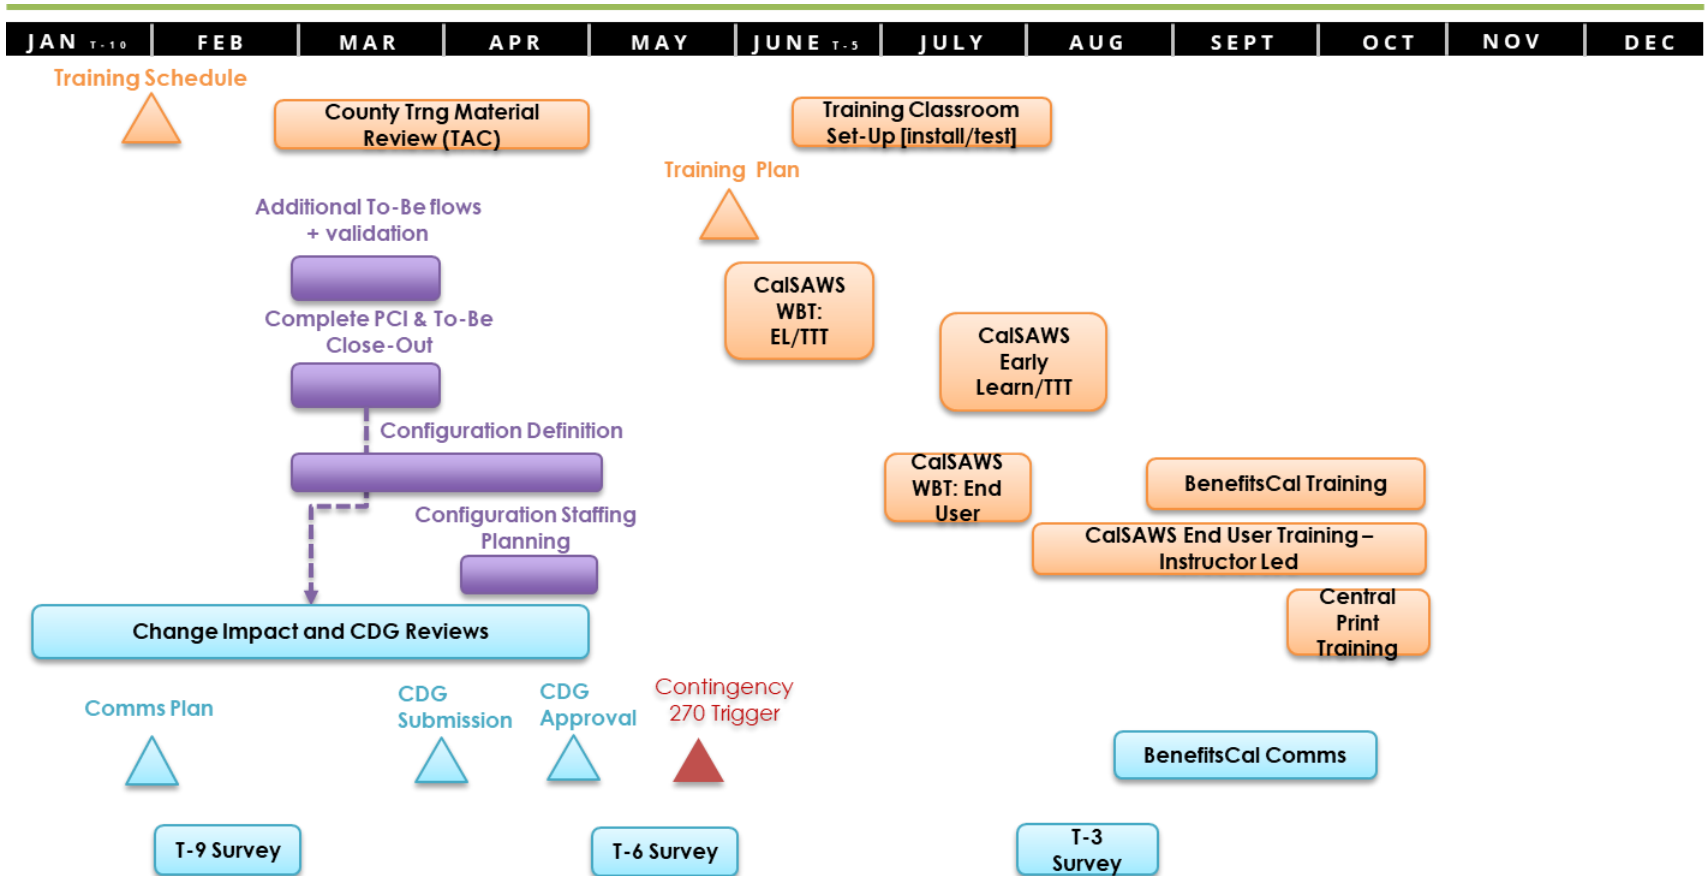 JAN T-10 FEB MAR APR MAY JUNE T-5 JULY AUG SEPT OCT NOV DEC
Training Schedule
County Trng Material
Review (TAC)
Training Classroom
Set-Up [install/test]
Training Plan
Additional To-Be flows
+ validation
CalSAWS
WBT:
EL/TTT
Complete PCI & To-Be
Close-Out
CalSAWS
Early
Learn/TTT
Configuration Definition
CalSAWS
WBT: End
User
BenefitsCal Training
Configuration Staffing
Planning
CalSAWS End User Training –
Instructor Led
Central
Print
Training
Change Impact and CDG Reviews
Comms Plan
CDG
Submission
CDG
Approval
Contingency
270 Trigger
BenefitsCal Comms
T-9 Survey
T-6 Survey
T-3
Survey